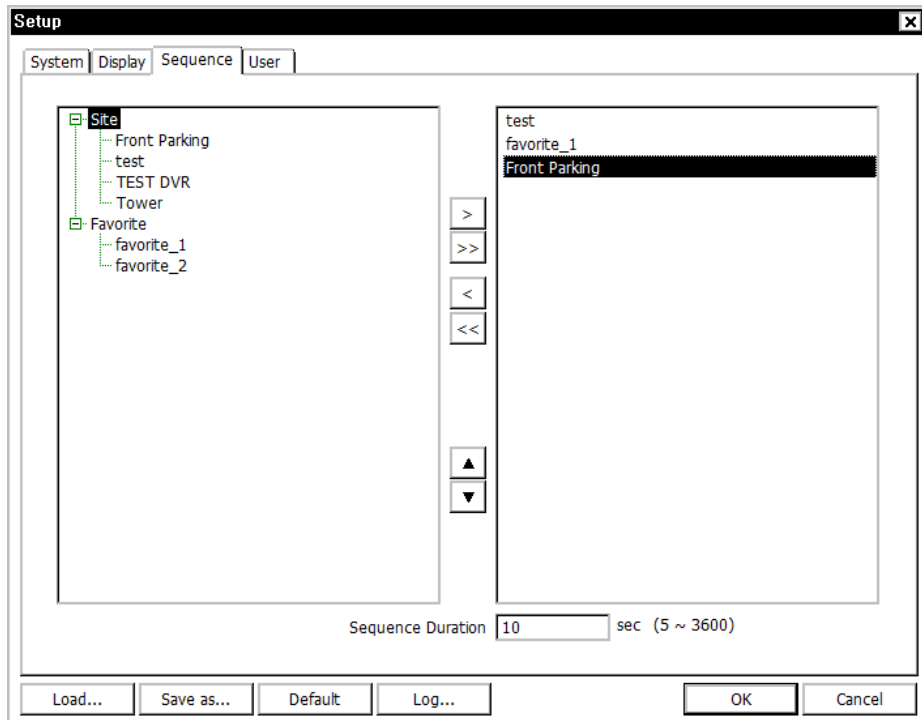 Setup
System Display Sequence User
Site
Front Parking
test
TEST DVR
Tower
Favorite
favorite_1
favorite_2
>
>>
<
<<
▲
▼
test
favorite_1
Front Parking
Sequence Duration 10 sec (5 ~ 3600)
Load... Save as... Default Log... OK Cancel